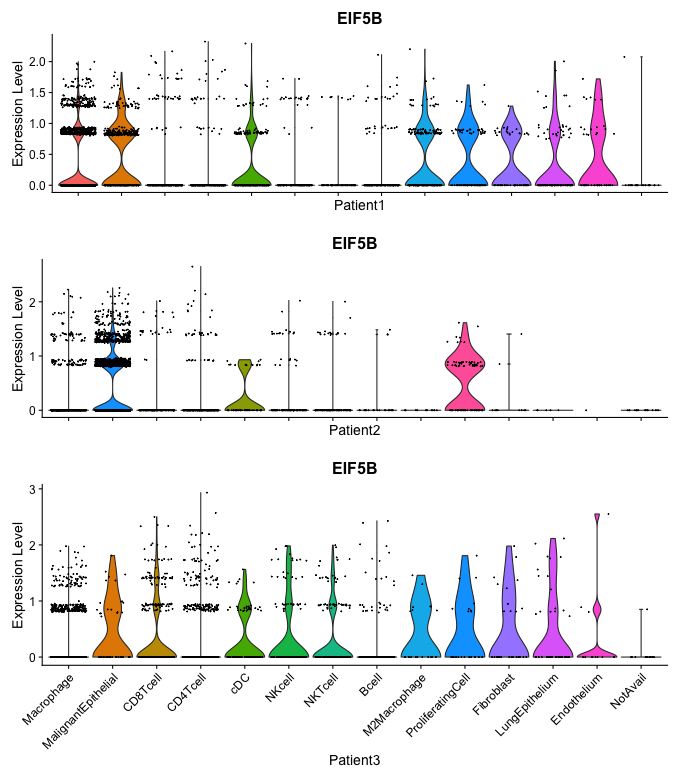 EIF5B
Expression Level
2.0
1.5
1.0
0.5
0.0
Patient1
EIF5B
Expression Level
2
1
0
Patient2
EIF5B
Expression Level
3
2
1
0
Macrophage
MalignantEpithelial
CD8Tcell
CD4Tcell
cDC
NKcell
NKTcell
Bcell
M2Macrophage
ProliferatingCell
Fibroblast
LungEpithelium
Endothelium
NotAvail
Patient3